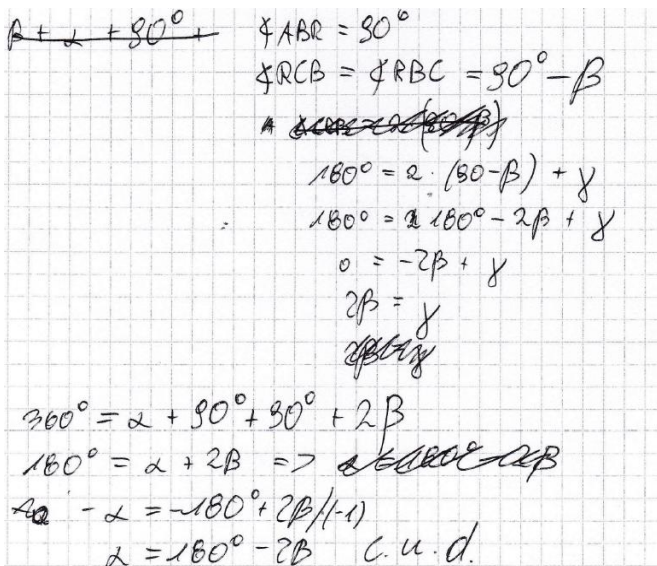 β + α + 90° +
∢ABR = 90°
∢RCB = ∢RBC = 90° - β
180° = 2 · (90 - β) + γ
180° = 180° - 2β + γ
0 = -2β + γ
2β = γ
360° = α + 90° + 90° + 2β
180° = α + 2β =>
-α = -180° + 2β /(-1)
α = 180° - 2β c.u.d.